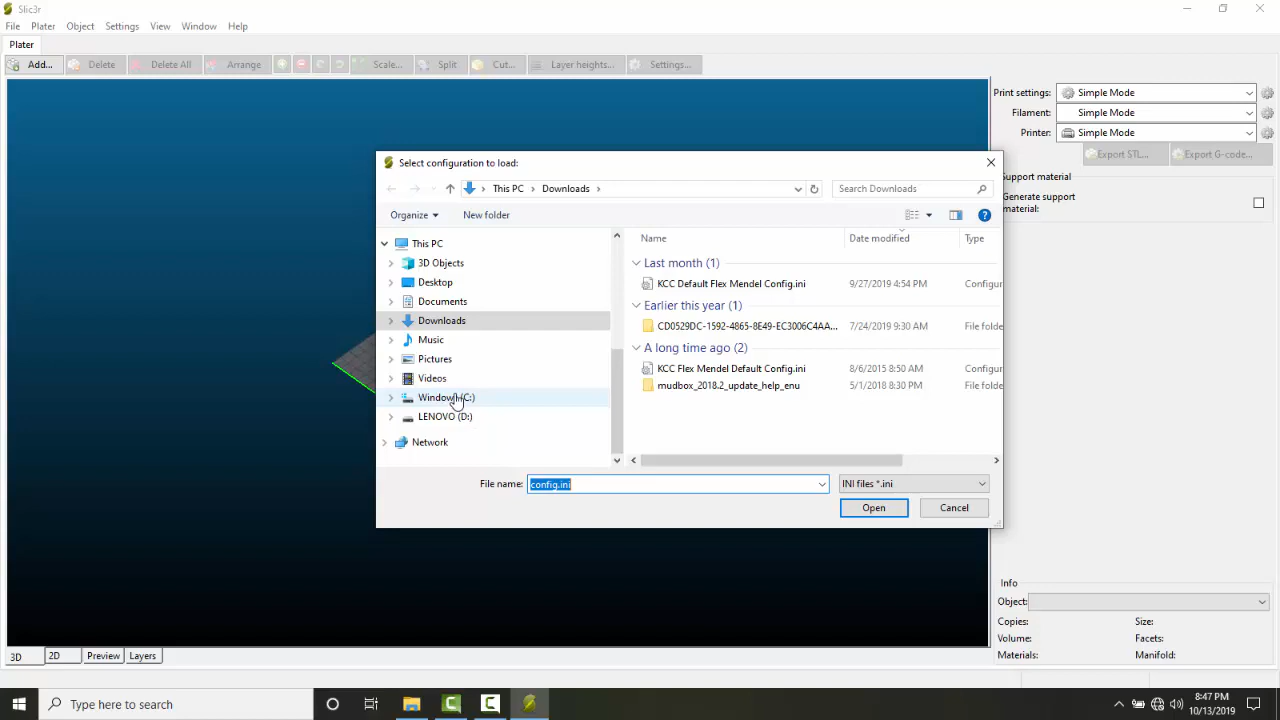 Slic3r
File Plater Object Settings View Window Help
Plater
Add... Delete Delete All Arrange Scale... Split Cut... Layer heights... Settings...
Print settings: Simple Mode
Filament: Simple Mode
Printer: Simple Mode
Export STL... Export G-code...
Support material
Generate support
material:
Select configuration to load:
This PC Downloads
Search Downloads
Organize New folder
This PC
3D Objects
Desktop
Documents
Downloads
Music
Pictures
Videos
Windows (C:)
LENOVO (D:)
Network
Name Date modified Type
Last month (1)
KCC Default Flex Mendel Config.ini 9/27/2019 4:54 PM Configur
Earlier this year (1)
CD0529DC-1592-4865-8E49-EC3006C4AA... 7/24/2019 9:30 AM File folde
A long time ago (2)
KCC Flex Mendel Default Config.ini 8/6/2015 8:50 AM Configur
mudbox_2018.2_update_help_enu 5/1/2018 8:30 PM File folde
File name: config.ini INI files *.ini
Open Cancel
Info
Object:
Copies: Size:
Volume: Facets:
Materials: Manifold:
3D 2D Preview Layers
Type here to search
8:47 PM
10/13/2019